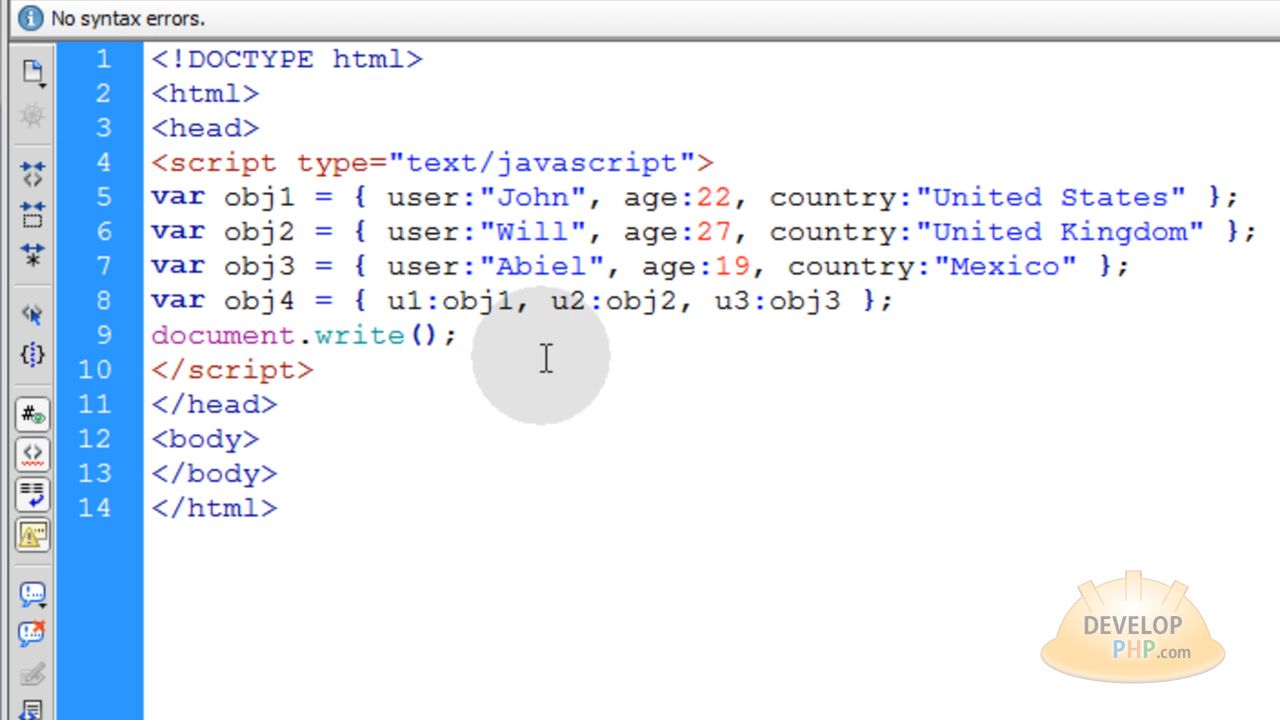 No syntax errors.
1 <!DOCTYPE html>
2 <html>
3 <head>
4 <script type="text/javascript">
5 var obj1 = { user:"John", age:22, country:"United States" };
6 var obj2 = { user:"Will", age:27, country:"United Kingdom" };
7 var obj3 = { user:"Abiel", age:19, country:"Mexico" };
8 var obj4 = { u1:obj1, u2:obj2, u3:obj3 };
9 document.write();
10 </script>
11 </head>
12 <body>
13 </body>
14 </html>
DEVELOP
PHP.com